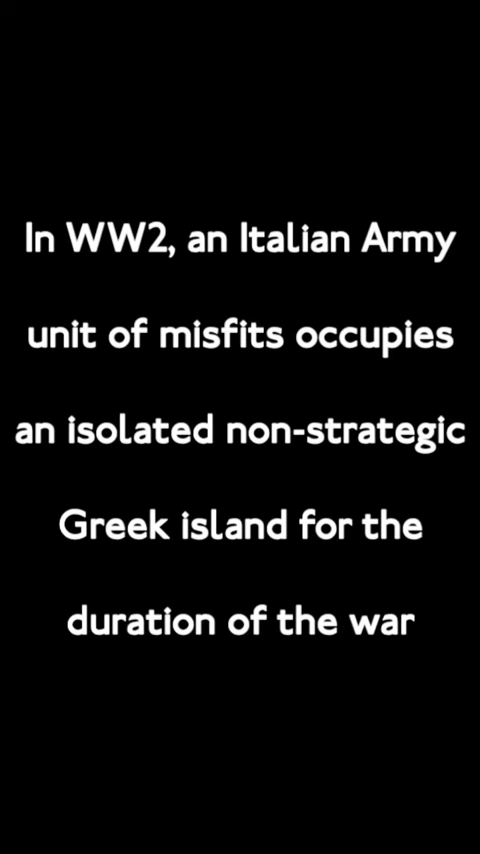 In WW2, an Italian Army
unit of misfits occupies
an isolated non-strategic
Greek island for the
duration of the war